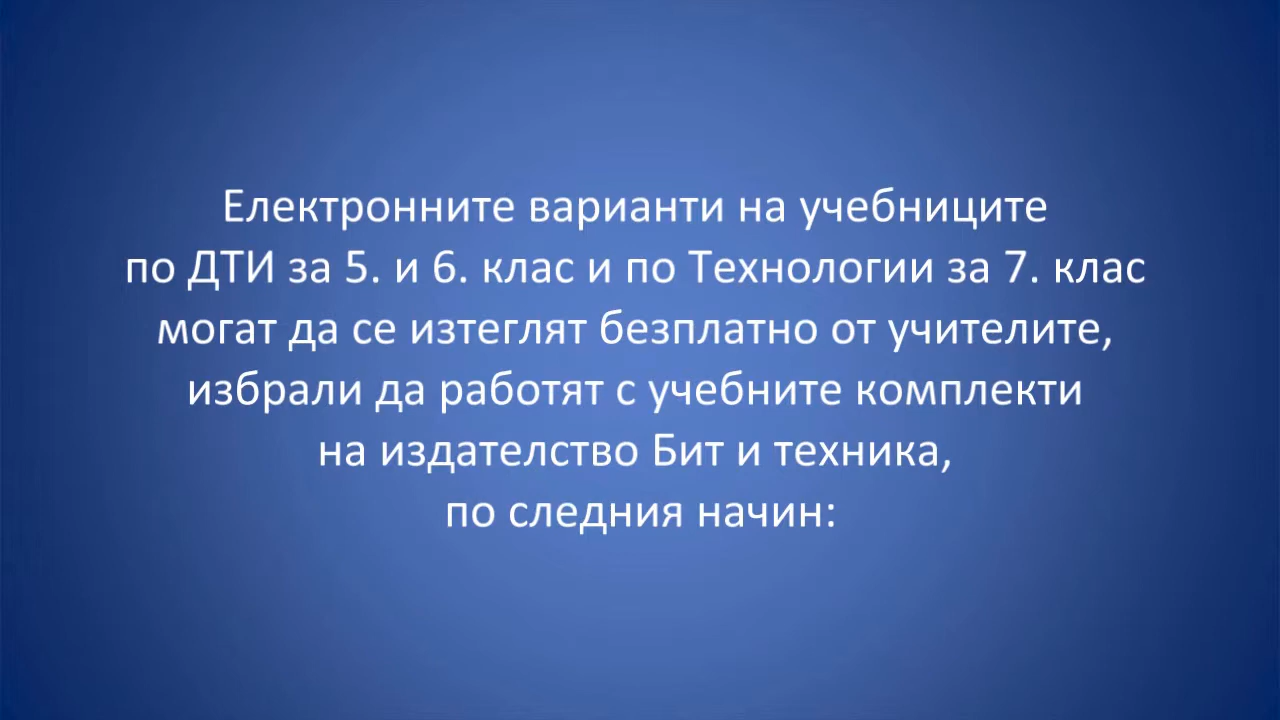 Електронните варианти на учебниците
по ДТИ за 5. и 6. клас и по Технологии за 7. клас
могат да се изтеглят безплатно от учителите,
избрали да работят с учебните комплекти
на издателство Бит и техника,
по следния начин: